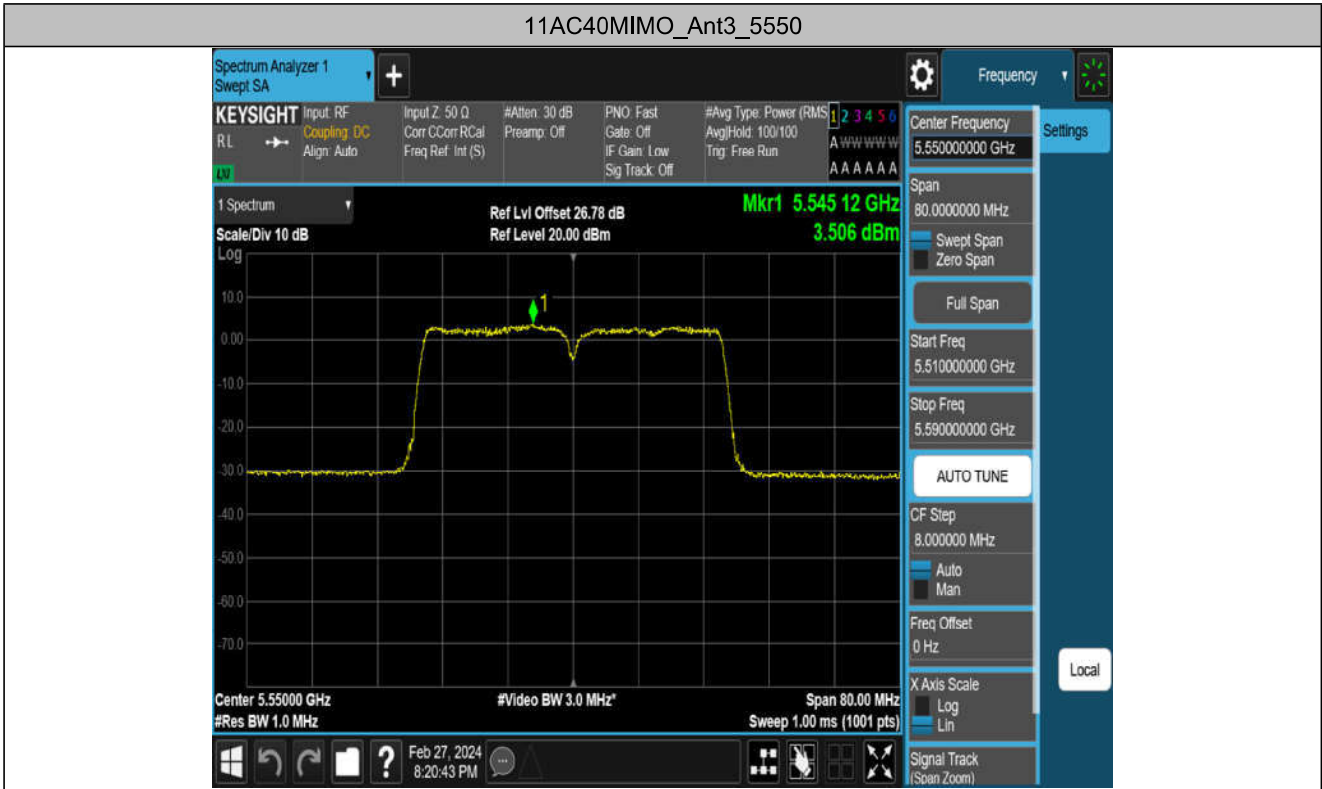 11AC40MIMO_Ant3_5550
Spectrum Analyzer 1
Swept SA
+
Frequency
KEYSIGHT
RL
LXI
Input: RF
Coupling: DC
Align: Auto
Input Z: 50 Ω
Corr CCorr RCal
Freq Ref: Int (S)
#Atten: 30 dB
Preamp: Off
PNO: Fast
Gate: Off
IF Gain: Low
Sig Track: Off
#Avg Type: Power (RMS
Avg|Hold: 100/100
Trig: Free Run
1 2 3 4 5 6
A W W W W W
A A A A A A
1 Spectrum
Scale/Div 10 dB
Log
Ref Lvl Offset 26.78 dB
Ref Level 20.00 dBm
Mkr1 5.545 12 GHz
3.506 dBm
1
10.0
0.00
-10.0
-20.0
-30.0
-40.0
-50.0
-60.0
-70.0
Center 5.55000 GHz
#Video BW 3.0 MHz*
Span 80.00 MHz
#Res BW 1.0 MHz
Sweep 1.00 ms (1001 pts)
?
Feb 27, 2024
8:20:43 PM
Center Frequency
5.550000000 GHz
Settings
Span
80.0000000 MHz
Swept Span
Zero Span
Full Span
Start Freq
5.510000000 GHz
Stop Freq
5.590000000 GHz
AUTO TUNE
CF Step
8.000000 MHz
Auto
Man
Freq Offset
0 Hz
Local
X Axis Scale
Log
Lin
Signal Track
(Span Zoom)